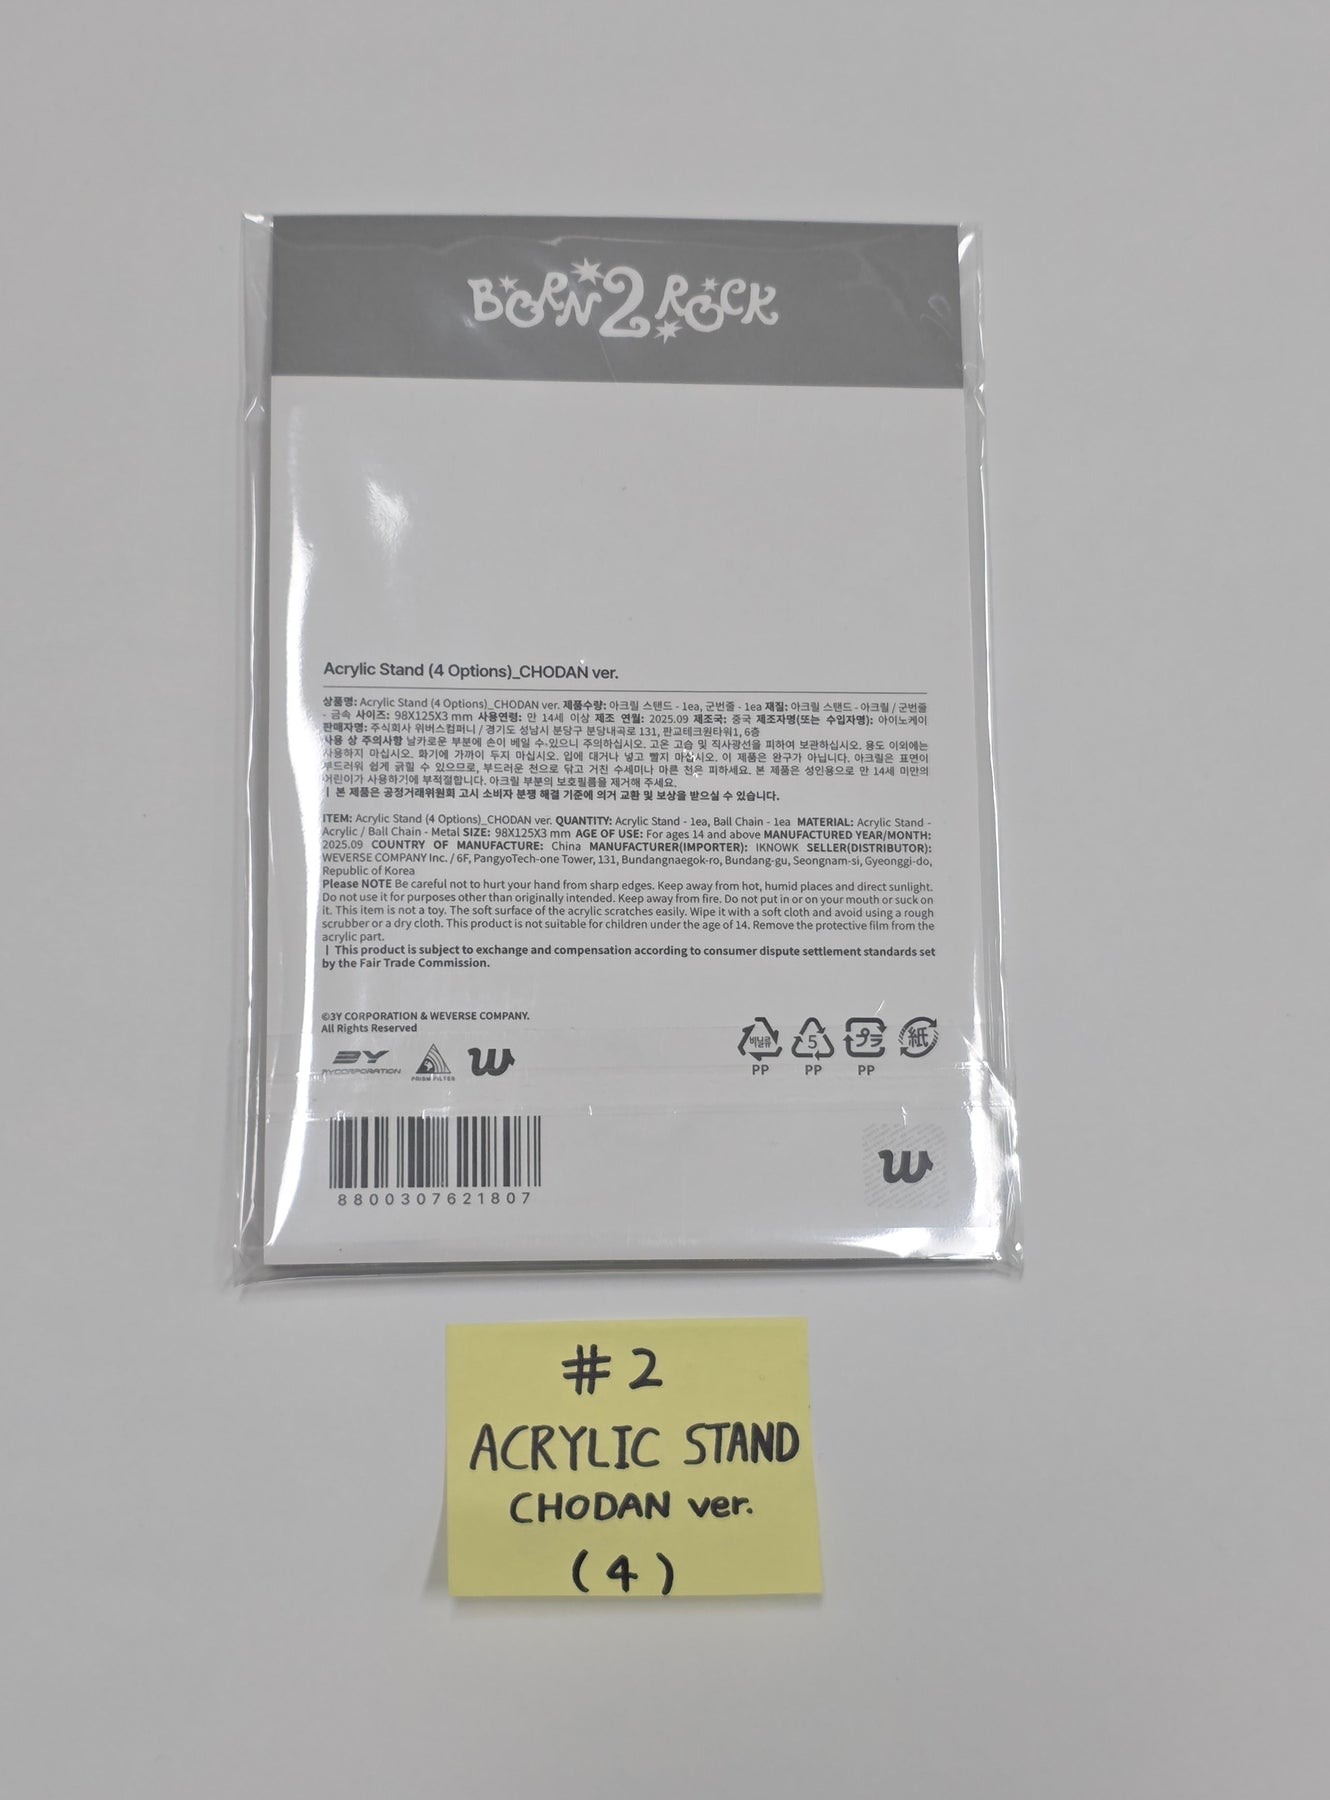 BORN 2 ROCK
Acrylic Stand (4 Options)_CHODAN ver.
상품명: Acrylic Stand (4 Options)_CHODAN ver. 제품수량: 아크릴 스탠드 - 1ea, 군번줄 - 1ea 재질: 아크릴 스탠드 - 아크릴 / 군번줄
- 금속 사이즈: 98X125X3 mm 사용연령: 만 14세 이상 제조 연월: 2025.09 제조국: 중국 제조자명(또는 수입자명): 아이노케이
판매자명: 주식회사 위버스컴퍼니 / 경기도 성남시 분당구 분당내곡로 131, 판교테크원타워1, 6층
사용 상 주의사항 날카로운 부분에 손이 베일 수 있으니 주의하십시오. 고온 고습 및 직사광선을 피하여 보관하십시오. 용도 이외에는
사용하지 마십시오. 화기에 가까이 두지 마십시오. 입에 대거나 넣고 빨지 마십시오. 이 제품은 완구가 아닙니다. 아크릴은 표면이
부드러워 쉽게 긁힐 수 있으므로, 부드러운 천으로 닦고 거친 수세미나 마른 천은 피하세요. 본 제품은 성인용으로 만 14세 미만의
어린이가 사용하기에 부적절합니다. 아크릴 부분의 보호필름을 제거해 주세요.
| 본 제품은 공정거래위원회 고시 소비자 분쟁 해결 기준에 의거 교환 및 보상을 받으실 수 있습니다.
ITEM: Acrylic Stand (4 Options)_CHODAN ver. QUANTITY: Acrylic Stand - 1ea, Ball Chain - 1ea MATERIAL: Acrylic Stand -
Acrylic / Ball Chain - Metal SIZE: 98X125X3 mm AGE OF USE: For ages 14 and above MANUFACTURED YEAR/MONTH:
2025.09 COUNTRY OF MANUFACTURE: China MANUFACTURER(IMPORTER): IKNOWK SELLER(DISTRIBUTOR):
WEVERSE COMPANY Inc. / 6F, PangyoTech-one Tower, 131, Bundangnaegok-ro, Bundang-gu, Seongnam-si, Gyeonggi-do,
Republic of Korea
Please NOTE Be careful not to hurt your hand from sharp edges. Keep away from hot, humid places and direct sunlight.
Do not use it for purposes other than originally intended. Keep away from fire. Do not put in or on your mouth or suck on
it. This item is not a toy. The soft surface of the acrylic scratches easily. Wipe it with a soft cloth and avoid using a rough
scrubber or a dry cloth. This product is not suitable for children under the age of 14. Remove the protective film from the
acrylic part.
| This product is subject to exchange and compensation according to consumer dispute settlement standards set
by the Fair Trade Commission.
©3Y CORPORATION & WEVERSE COMPANY.
All Rights Reserved
3Y
3YCORPORATION
PRISM FILTER
w
비닐류 5 プラ 紙
PP PP PP
8800307621807
w
#2
ACRYLIC STAND
CHODAN ver.
(4)